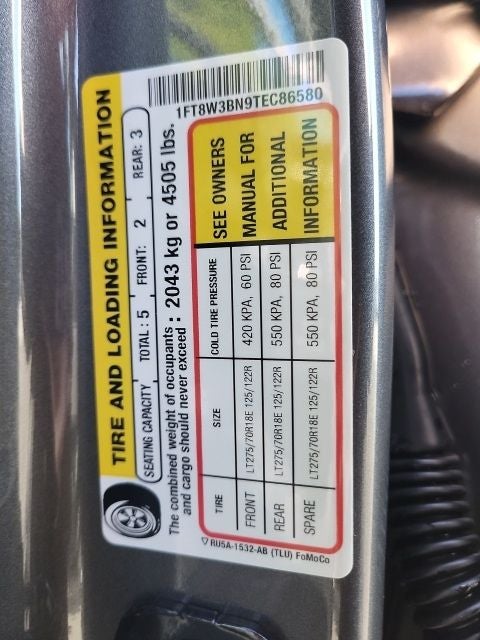 TIRE AND LOADING INFORMATION
SEATING CAPACITY TOTAL : 5 FRONT: 2 REAR: 3
The combined weight of occupants
and cargo should never exceed : 2043 kg or 4505 lbs.
1FT8W3BN9TEC86580
TIRE SIZE COLD TIRE PRESSURE
FRONT LT275/70R18E 125/122R 420 KPA, 60 PSI
REAR LT275/70R18E 125/122R 550 KPA, 80 PSI
SPARE LT275/70R18E 125/122R 550 KPA, 80 PSI
SEE OWNERS
MANUAL FOR
ADDITIONAL
INFORMATION
RU5A-1532-AB (TLU) FoMoCo